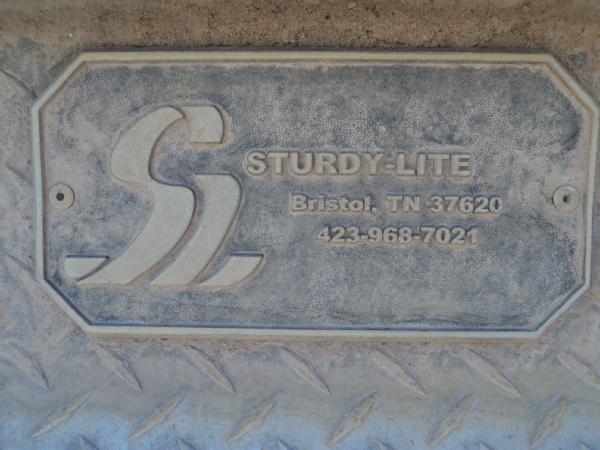 SL
STURDY-LITE
Bristol, TN 37620
423-968-7021